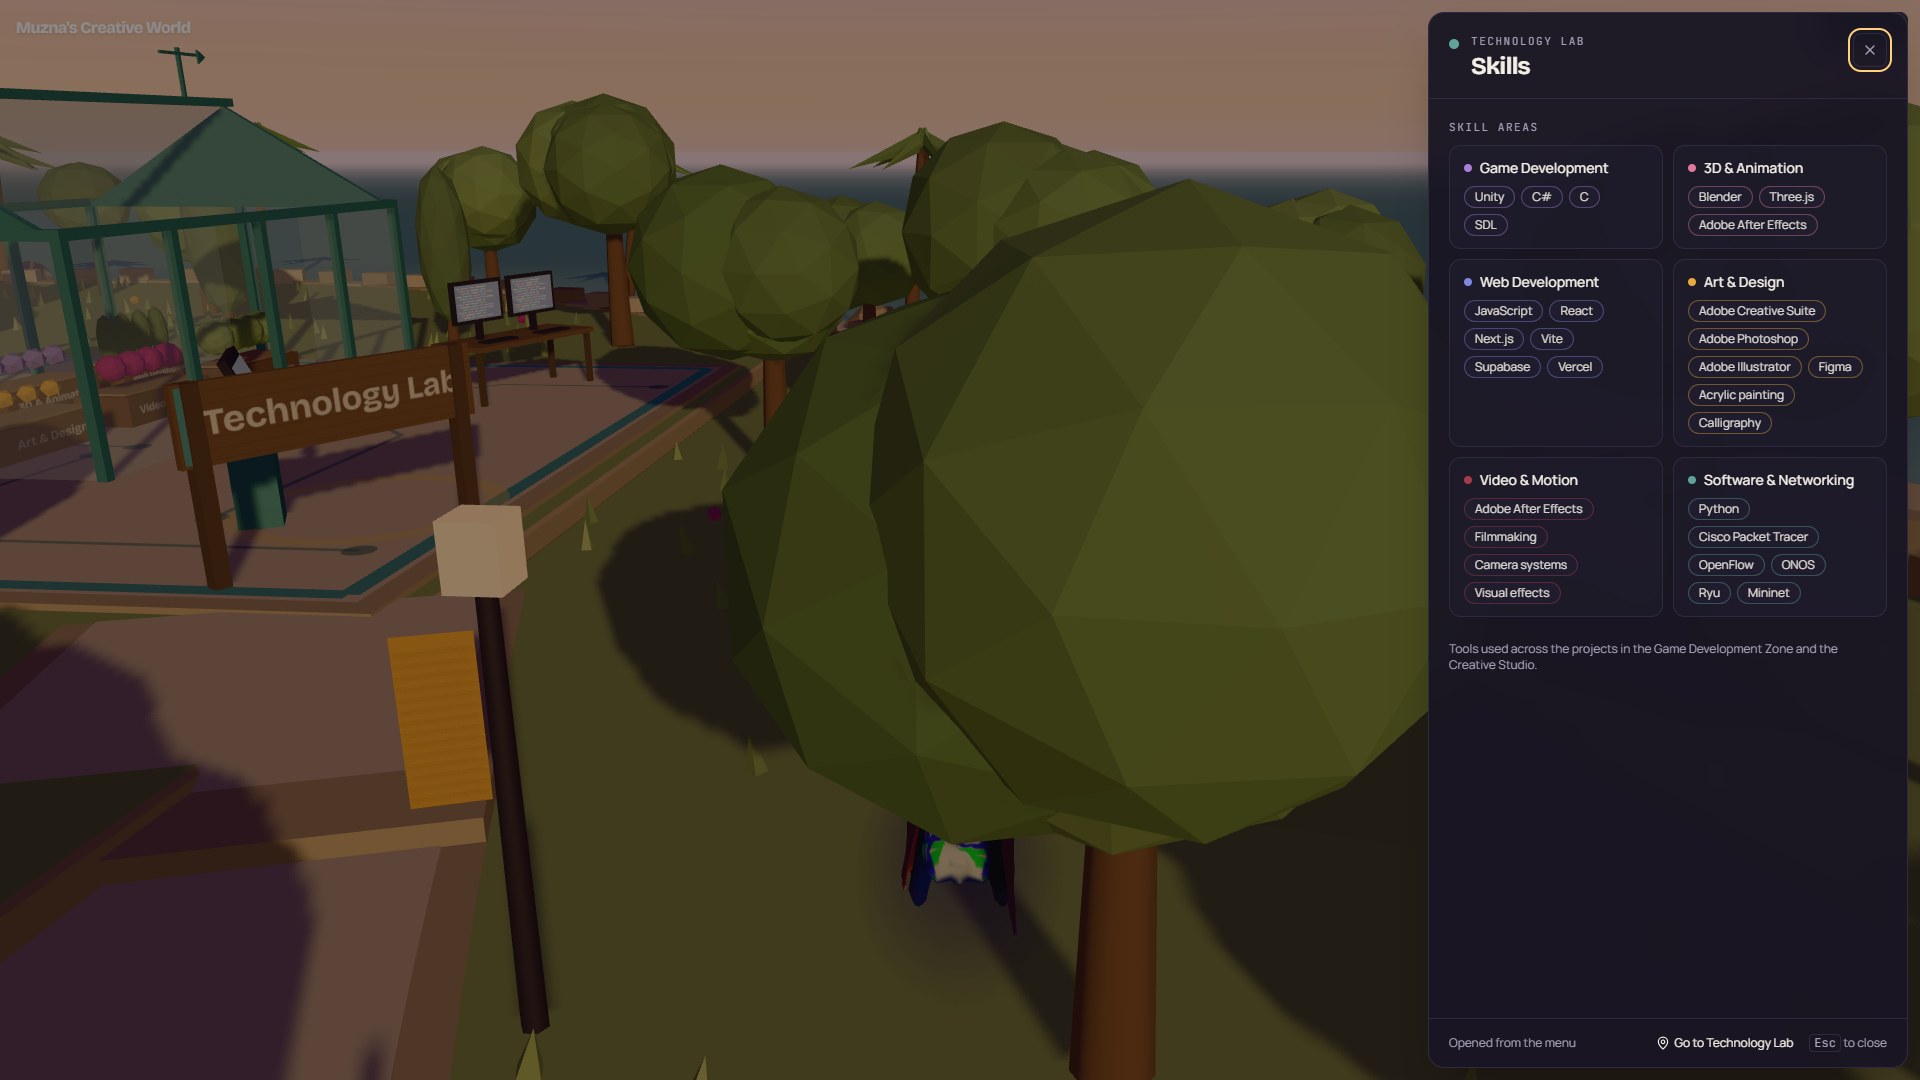 Muzna's Creative World
Technology Lab
3D & Animat
Video
Art & Design
TECHNOLOGY LAB
Skills
SKILL AREAS
Game Development
Unity C# C
SDL
3D & Animation
Blender Three.js
Adobe After Effects
Web Development
JavaScript React
Next.js Vite
Supabase Vercel
Art & Design
Adobe Creative Suite
Adobe Photoshop
Adobe Illustrator Figma
Acrylic painting
Calligraphy
Video & Motion
Adobe After Effects
Filmmaking
Camera systems
Visual effects
Software & Networking
Python
Cisco Packet Tracer
OpenFlow ONOS
Ryu Mininet
Tools used across the projects in the Game Development Zone and the
Creative Studio.
Opened from the menu
Go to Technology Lab
Esc to close